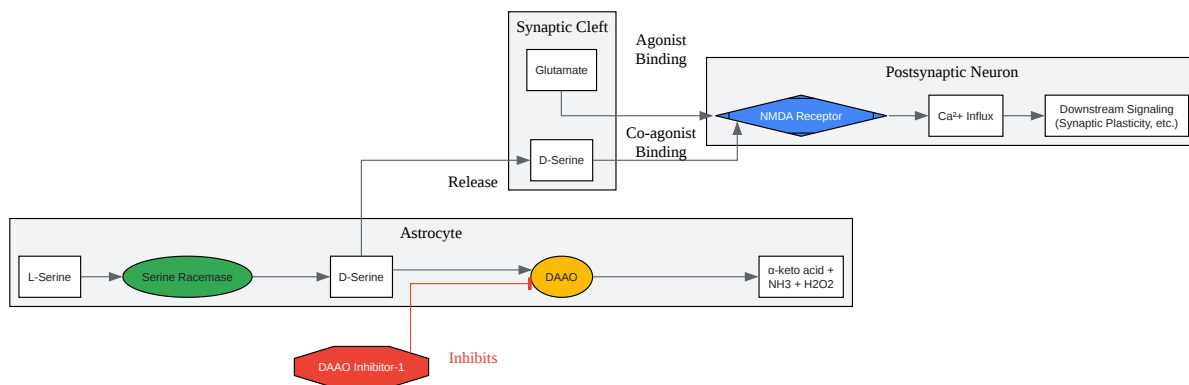 Synaptic Cleft
Glutamate
D-Serine
Agonist
Binding
Co-agonist
Binding
Postsynaptic Neuron
NMDA Receptor
Ca²+ Influx
Downstream Signaling
(Synaptic Plasticity, etc.)
Release
Astrocyte
L-Serine
Serine Racemase
D-Serine
DAAO
α-keto acid +
NH3 + H2O2
DAAO Inhibitor-1
Inhibits